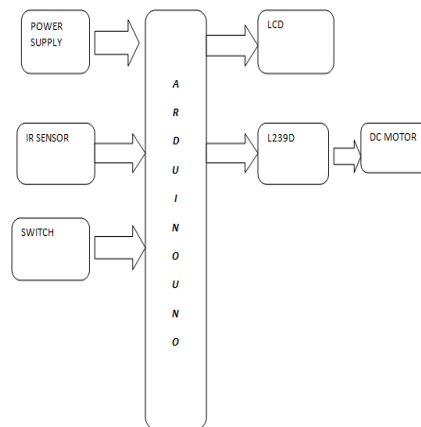 POWER
SUPPLY
LCD
A
R
D
U
I
N
O
U
N
O
IR SENSOR
L239D
DC MOTOR
SWITCH